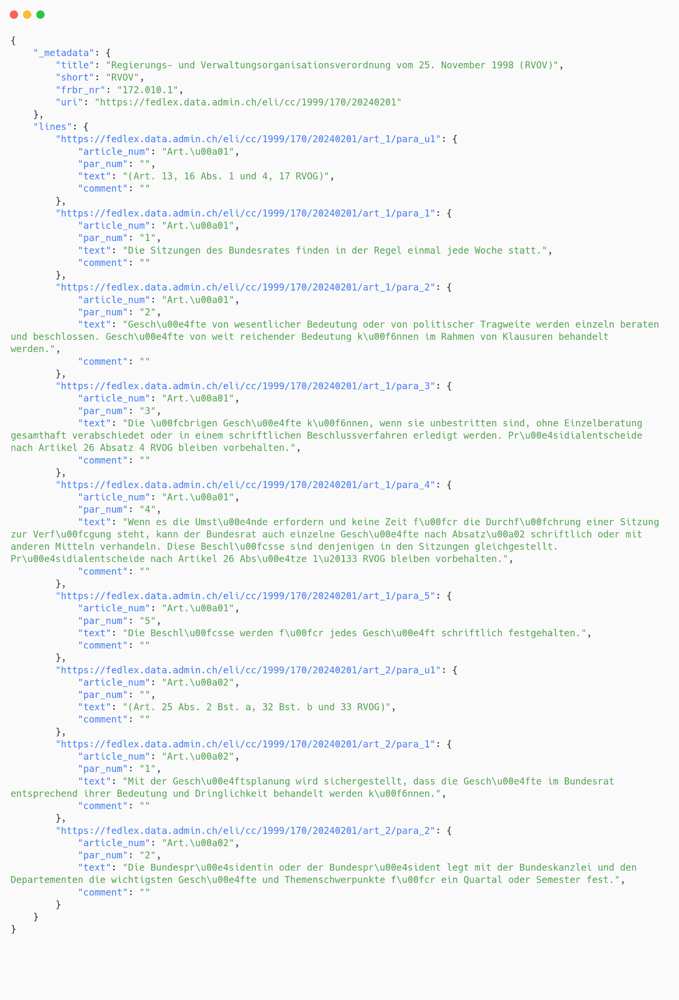 {
    "_metadata": {
        "title": "Regierungs- und Verwaltungsorganisationsverordnung vom 25. November 1998 (RVOV)",
        "short": "RVOV",
        "frbr_nr": "172.010.1",
        "uri": "https://fedlex.data.admin.ch/eli/cc/1999/170/20240201"
    },
    "lines": {
        "https://fedlex.data.admin.ch/eli/cc/1999/170/20240201/art_1/para_u1": {
            "article_num": "Art.\u00a01",
            "par_num": "",
            "text": "(Art. 13, 16 Abs. 1 und 4, 17 RVOG)",
            "comment": ""
        },
        "https://fedlex.data.admin.ch/eli/cc/1999/170/20240201/art_1/para_1": {
            "article_num": "Art.\u00a01",
            "par_num": "1",
            "text": "Die Sitzungen des Bundesrates finden in der Regel einmal jede Woche statt.",
            "comment": ""
        },
        "https://fedlex.data.admin.ch/eli/cc/1999/170/20240201/art_1/para_2": {
            "article_num": "Art.\u00a01",
            "par_num": "2",
            "text": "Gesch\u00e4fte von wesentlicher Bedeutung oder von politischer Tragweite werden einzeln beraten
und beschlossen. Gesch\u00e4fte von weit reichender Bedeutung k\u00f6nnen im Rahmen von Klausuren behandelt
werden.",
            "comment": ""
        },
        "https://fedlex.data.admin.ch/eli/cc/1999/170/20240201/art_1/para_3": {
            "article_num": "Art.\u00a01",
            "par_num": "3",
            "text": "Die \u00fcbrigen Gesch\u00e4fte k\u00f6nnen, wenn sie unbestritten sind, ohne Einzelberatung
gesamthaft verabschiedet oder in einem schriftlichen Beschlussverfahren erledigt werden. Pr\u00e4sidialentscheide
nach Artikel 26 Absatz 4 RVOG bleiben vorbehalten.",
            "comment": ""
        },
        "https://fedlex.data.admin.ch/eli/cc/1999/170/20240201/art_1/para_4": {
            "article_num": "Art.\u00a01",
            "par_num": "4",
            "text": "Wenn es die Umst\u00e4nde erfordern und keine Zeit f\u00fcr die Durchf\u00fchrung einer Sitzung
zur Verf\u00fcgung steht, kann der Bundesrat auch einzelne Gesch\u00e4fte nach Absatz\u00a02 schriftlich oder mit
anderen Mitteln verhandeln. Diese Beschl\u00fcsse sind denjenigen in den Sitzungen gleichgestellt.
Pr\u00e4sidialentscheide nach Artikel 26 Abs\u00e4tze 1\u20133 RVOG bleiben vorbehalten.",
            "comment": ""
        },
        "https://fedlex.data.admin.ch/eli/cc/1999/170/20240201/art_1/para_5": {
            "article_num": "Art.\u00a01",
            "par_num": "5",
            "text": "Die Beschl\u00fcsse werden f\u00fcr jedes Gesch\u00e4ft schriftlich festgehalten.",
            "comment": ""
        },
        "https://fedlex.data.admin.ch/eli/cc/1999/170/20240201/art_2/para_u1": {
            "article_num": "Art.\u00a02",
            "par_num": "",
            "text": "(Art. 25 Abs. 2 Bst. a, 32 Bst. b und 33 RVOG)",
            "comment": ""
        },
        "https://fedlex.data.admin.ch/eli/cc/1999/170/20240201/art_2/para_1": {
            "article_num": "Art.\u00a02",
            "par_num": "1",
            "text": "Mit der Gesch\u00e4ftsplanung wird sichergestellt, dass die Gesch\u00e4fte im Bundesrat
entsprechend ihrer Bedeutung und Dringlichkeit behandelt werden k\u00f6nnen.",
            "comment": ""
        },
        "https://fedlex.data.admin.ch/eli/cc/1999/170/20240201/art_2/para_2": {
            "article_num": "Art.\u00a02",
            "par_num": "2",
            "text": "Die Bundespr\u00e4sidentin oder der Bundespr\u00e4sident legt mit der Bundeskanzlei und den
Departementen die wichtigsten Gesch\u00e4fte und Themenschwerpunkte f\u00fcr ein Quartal oder Semester fest.",
            "comment": ""
        }
    }
}